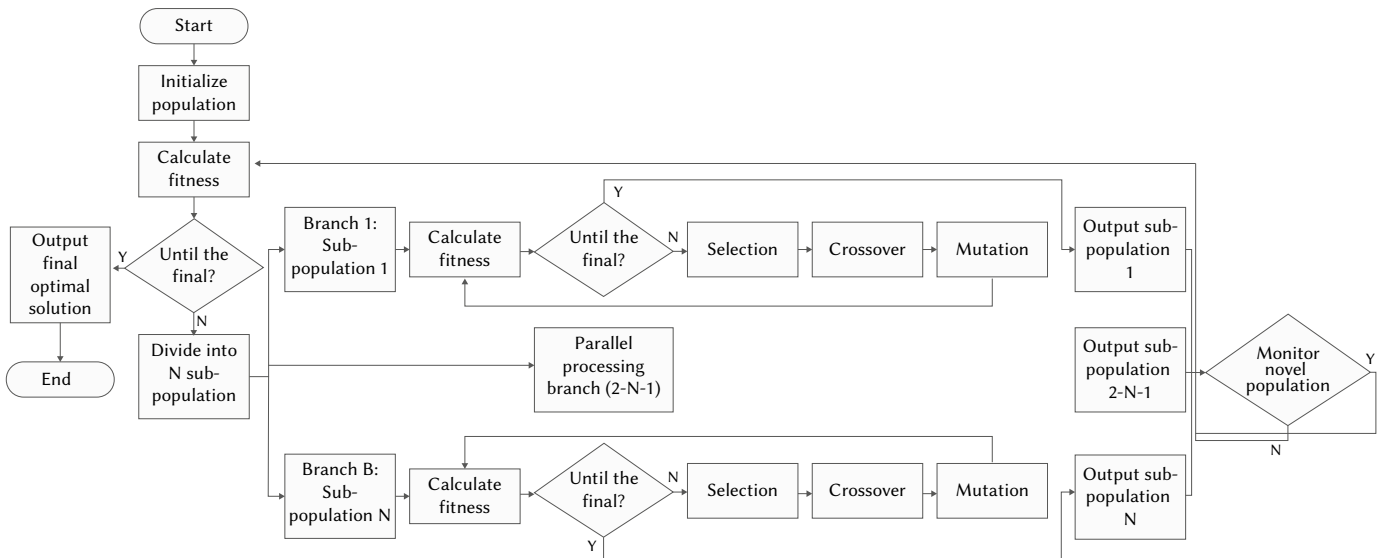 Start
Initialize
population
Calculate
fitness
Until the
final?
Y
N
Output
final
optimal
solution
End
Divide into
N sub-
population
Branch 1:
Sub-
population 1
Calculate
fitness
Until the
final?
Y
N
Selection
Crossover
Mutation
Output sub-
population
1
Parallel
processing
branch (2-N-1)
Output sub-
population
2-N-1
Monitor
novel
population
Y
N
Branch B:
Sub-
population N
Calculate
fitness
Until the
final?
N
Y
Selection
Crossover
Mutation
Output sub-
population
N